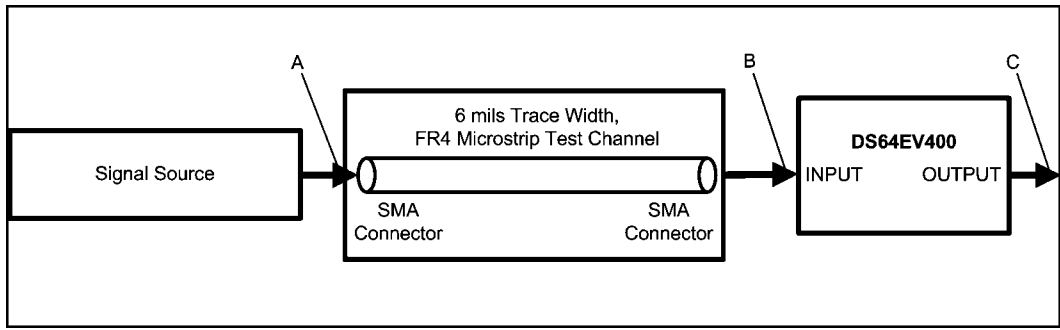 A
B
C
6 mils Trace Width,
FR4 Microstrip Test Channel
Signal Source
DS64EV400
INPUT OUTPUT
SMA
Connector
SMA
Connector